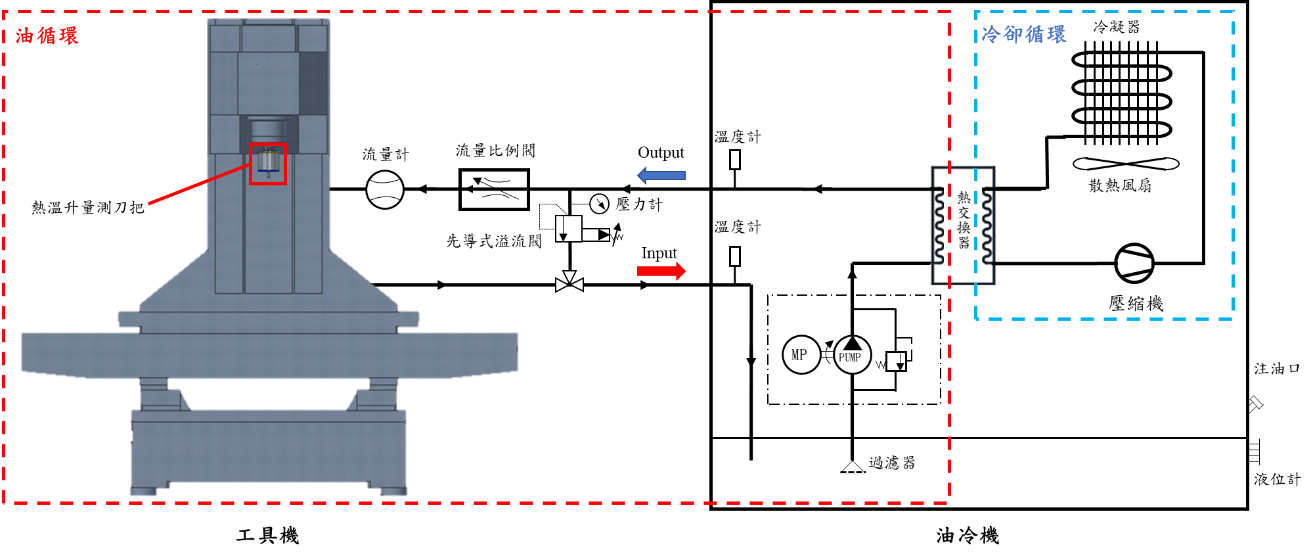 油循環
冷卻循環
冷凝器
溫度計
流量計
流量比例閥
Output
散熱風扇
熱溫升量測刀把
壓力計
熱交換器
先導式溢流閥
溫度計
Input
壓縮機
MP
PUMP
注油口
過濾器
液位計
工具機
油冷機